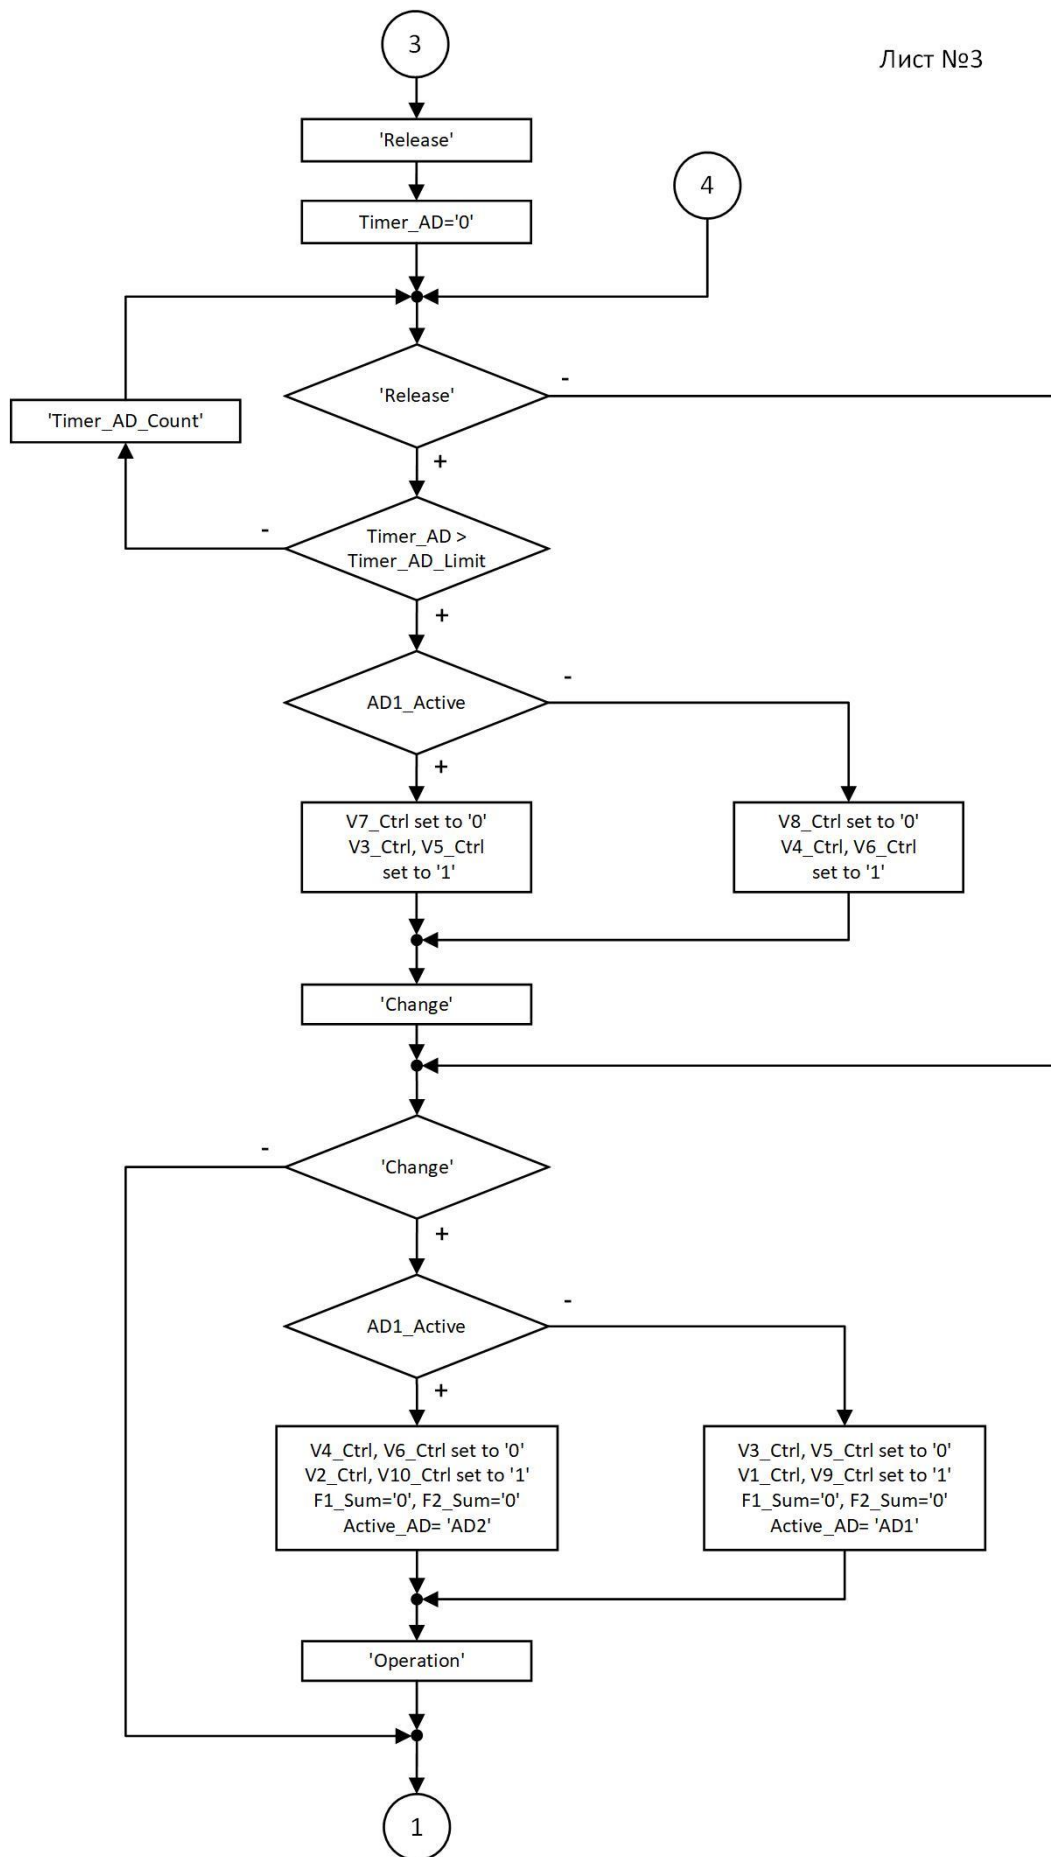 3
Лист №3
'Release'
4
Timer_AD='0'
'Release'
-
'Timer_AD_Count'
+
-
Timer_AD >
Timer_AD_Limit
+
AD1_Active
-
+
V7_Ctrl set to '0'
V3_Ctrl, V5_Ctrl
set to '1'
V8_Ctrl set to '0'
V4_Ctrl, V6_Ctrl
set to '1'
'Change'
-
'Change'
+
AD1_Active
-
+
V4_Ctrl, V6_Ctrl set to '0'
V2_Ctrl, V10_Ctrl set to '1'
F1_Sum='0', F2_Sum='0'
Active_AD= 'AD2'
V3_Ctrl, V5_Ctrl set to '0'
V1_Ctrl, V9_Ctrl set to '1'
F1_Sum='0', F2_Sum='0'
Active_AD= 'AD1'
'Operation'
1